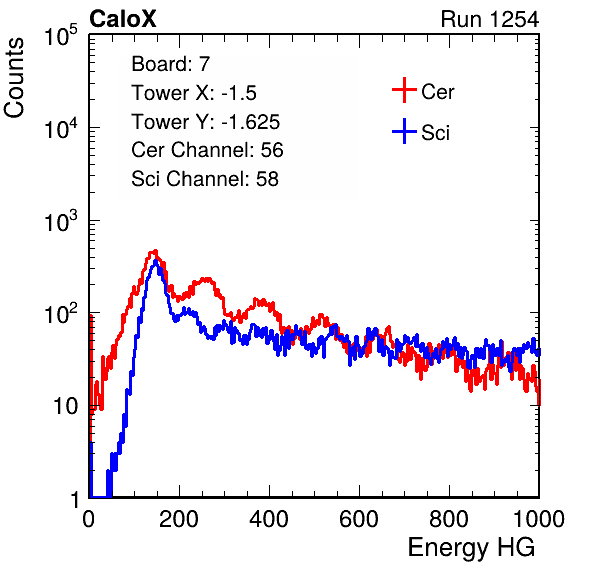 CaloX Run 1254
Counts
10^5
10^4
10^3
10^2
10
1
Board: 7
Tower X: -1.5
Tower Y: -1.625
Cer Channel: 56
Sci Channel: 58
Cer
Sci
0 200 400 600 800 1000
Energy HG